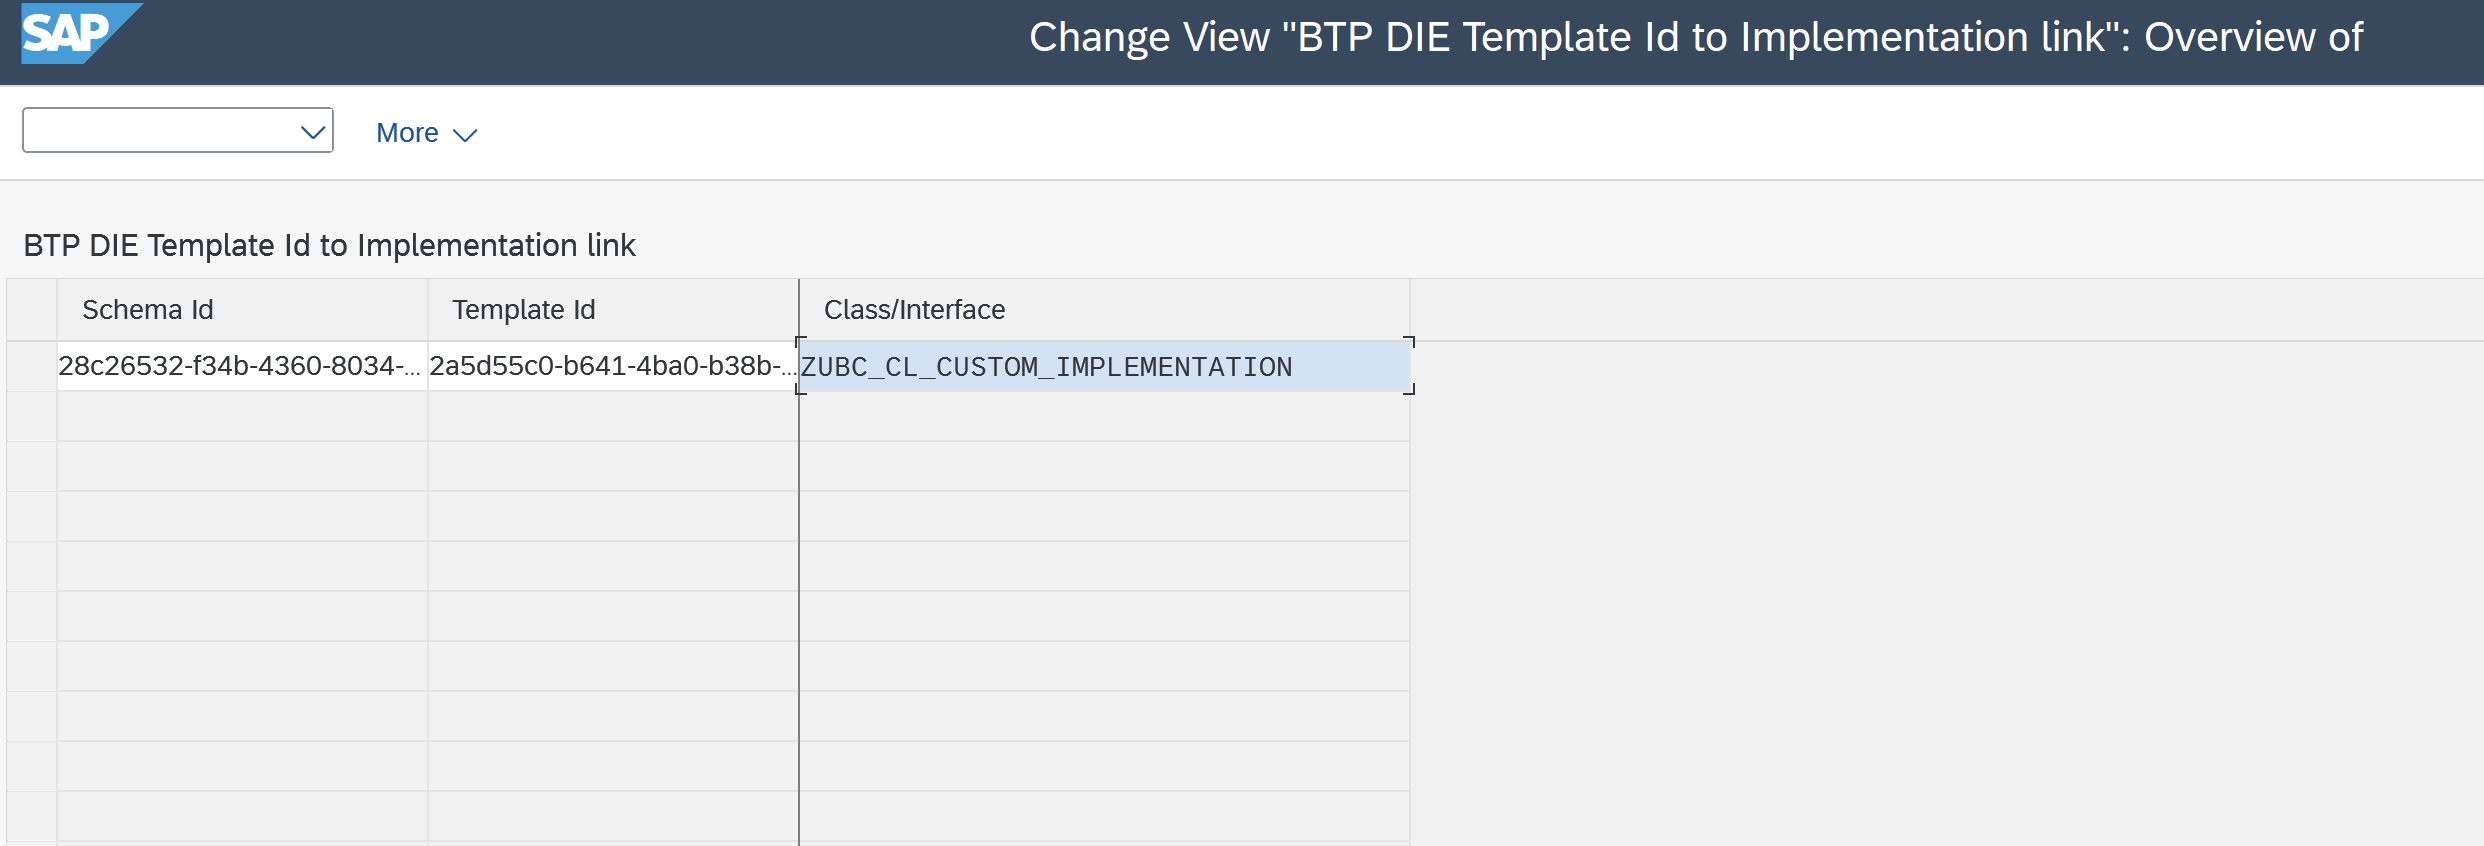 SAP
Change View "BTP DIE Template Id to Implementation link": Overview of
More
BTP DIE Template Id to Implementation link
Schema Id Template Id Class/Interface
28c26532-f34b-4360-8034-... 2a5d55c0-b641-4ba0-b38b-... ZUBC_CL_CUSTOM_IMPLEMENTATION